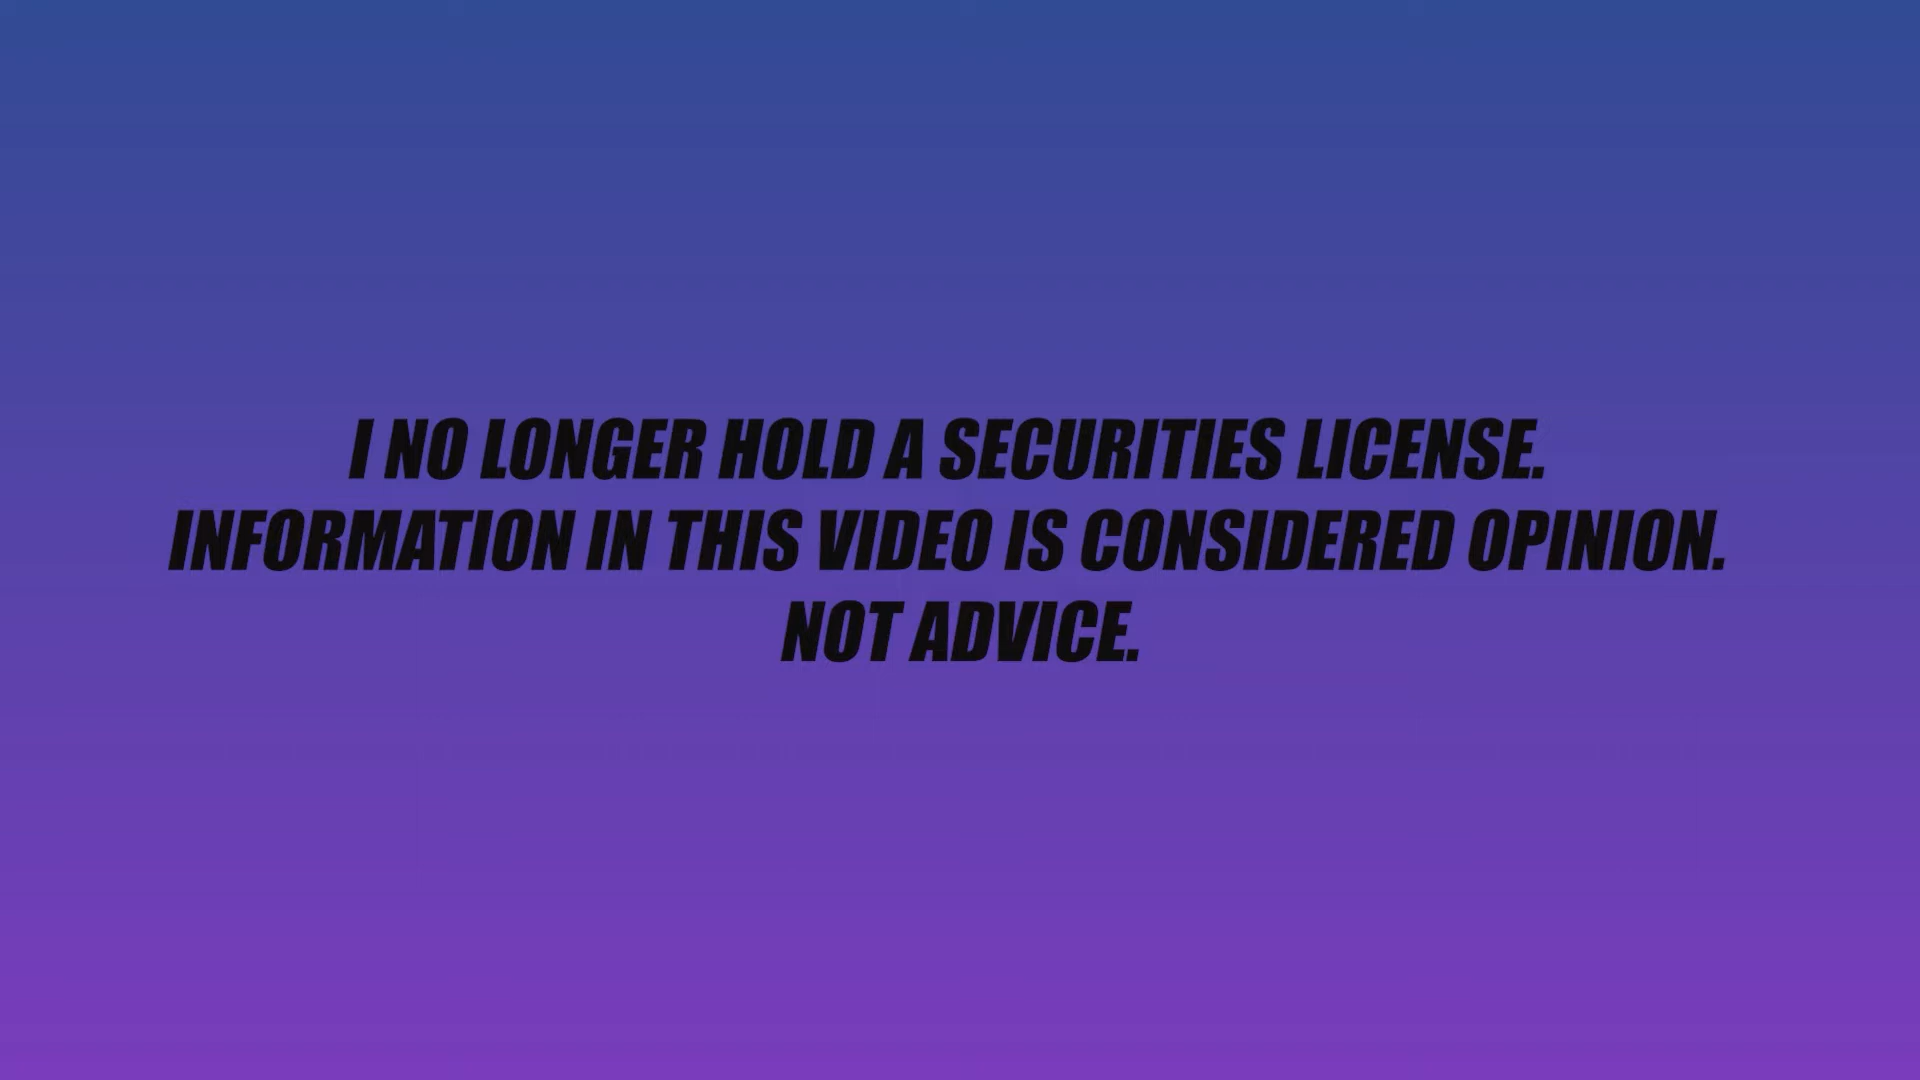 I NO LONGER HOLD A SECURITIES LICENSE.
INFORMATION IN THIS VIDEO IS CONSIDERED OPINION.
NOT ADVICE.